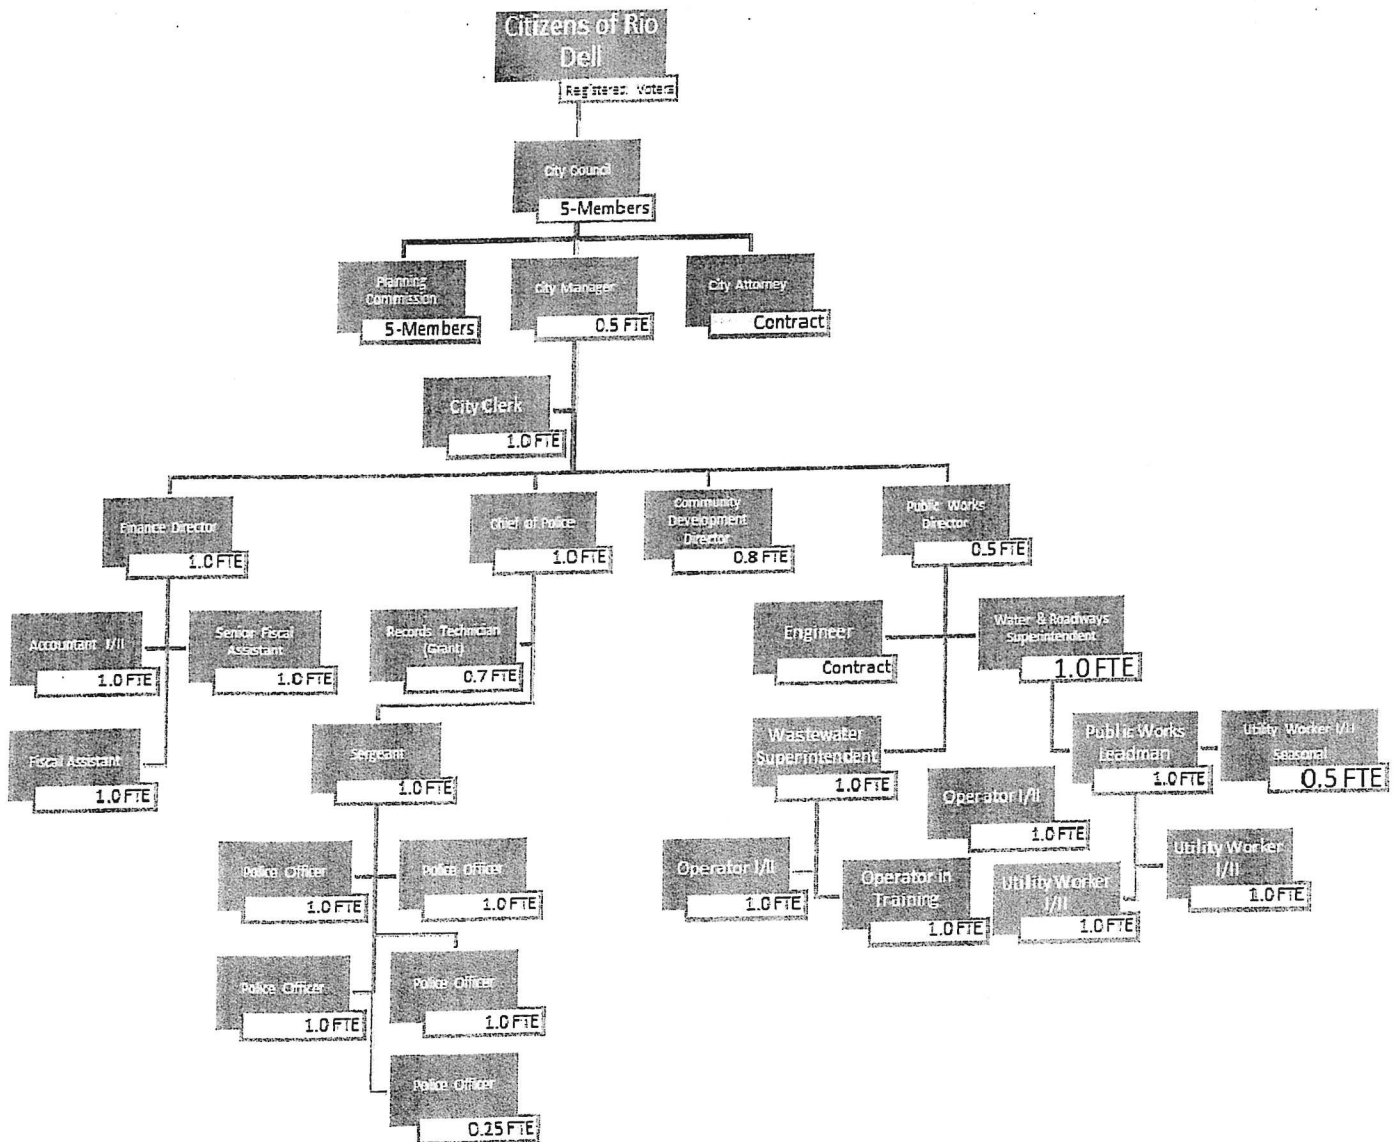 Citizens of Rio
Dell
Registered Voters
City Council
5-Members
Planning
Commission
5-Members
City Manager
0.5 FTE
City Attorney
Contract
City Clerk
1.0 FTE
Finance Director
1.0 FTE
Chief of Police
1.0 FTE
Community
Development
Director
0.8 FTE
Public Works
Director
0.5 FTE
Accountant I/II
1.0 FTE
Senior Fiscal
Assistant
1.0 FTE
Records Technician
(Grant)
0.7 FTE
Engineer
Contract
Water & Roadways
Superintendent
1.0 FTE
Fiscal Assistant
1.0 FTE
Sergeant
1.0 FTE
Wastewater
Superintendent
1.0 FTE
Public Works
Leadman
1.0 FTE
Utility Worker I/II
Seasonal
0.5 FTE
Operator I/II
1.0 FTE
Police Officer
1.0 FTE
Police Officer
1.0 FTE
Operator I/II
1.0 FTE
Operator in
Training
1.0 FTE
Utility Worker
I/II
1.0 FTE
Utility Worker
I/II
1.0 FTE
Police Officer
1.0 FTE
Police Officer
1.0 FTE
Police Officer
0.25 FTE